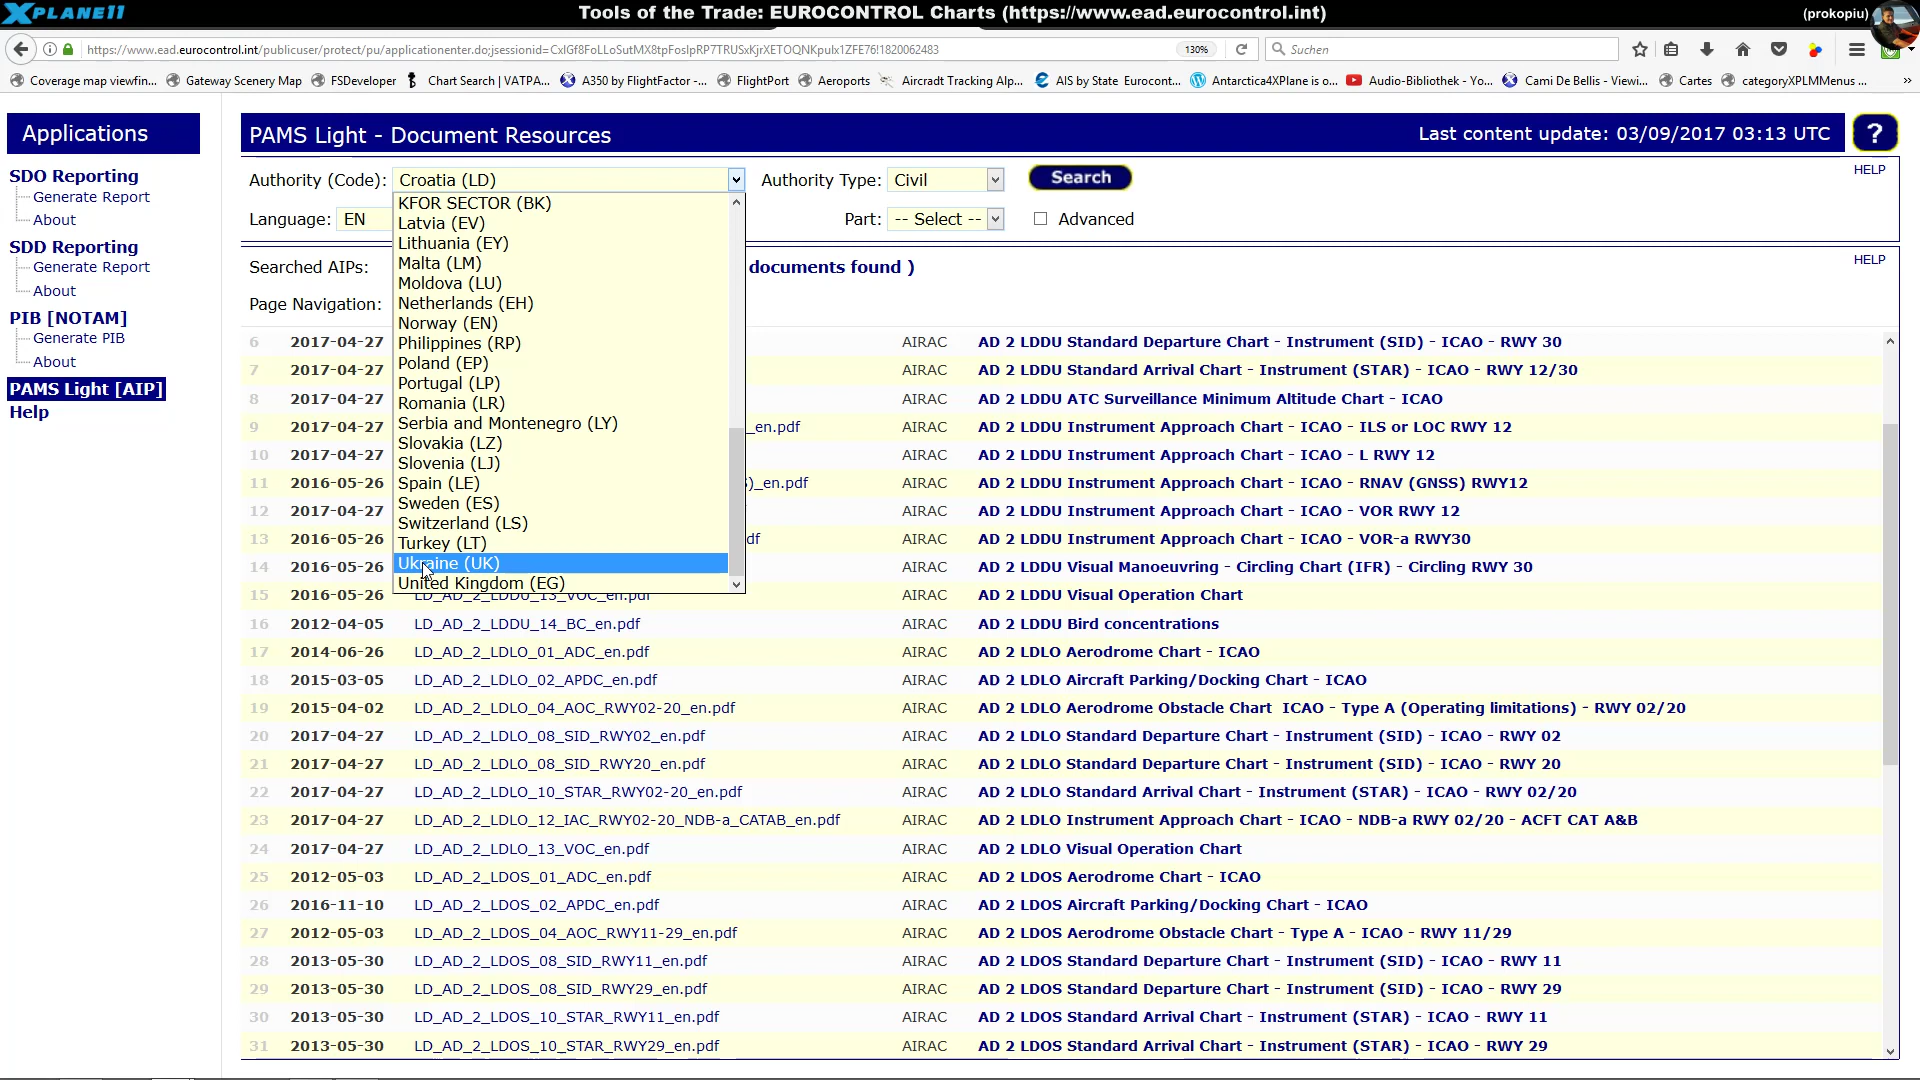 XPLANE11
Tools of the Trade: EUROCONTROL Charts (https://www.ead.eurocontrol.int)
(prokopiu)
https://www.ead.eurocontrol.int/publicuser/protect/pu/applicationenter.do;jsessionid=CxIGf8FoLLoSutMX8tpFosIpRP7TRUSxKjrXETOQNKpulx1ZFE76!1820062483
130%
Suchen
Coverage map viewfin...
Gateway Scenery Map
FSDeveloper
Chart Search | VATPA...
A350 by FlightFactor -...
FlightPort
Aeroports
Aircradt Tracking Alp...
AIS by State Eurocont...
Antarctica4XPlane is o...
Audio-Bibliothek - Yo...
Cami De Bellis - Viewi...
Cartes
categoryXPLMMenus ...
»
Applications
SDO Reporting
Generate Report
About
SDD Reporting
Generate Report
About
PIB [NOTAM]
Generate PIB
About
PAMS Light [AIP]
Help
PAMS Light - Document Resources
Last content update: 03/09/2017 03:13 UTC
?
HELP
Authority (Code): Croatia (LD)
Authority Type: Civil
Search
Language: EN
Part: -- Select --
Advanced
KFOR SECTOR (BK)
Latvia (EV)
Lithuania (EY)
Malta (LM)
Moldova (LU)
Netherlands (EH)
Norway (EN)
Philippines (RP)
Poland (EP)
Portugal (LP)
Romania (LR)
Serbia and Montenegro (LY)
Slovakia (LZ)
Slovenia (LJ)
Spain (LE)
Sweden (ES)
Switzerland (LS)
Turkey (LT)
Ukraine (UK)
United Kingdom (EG)
Searched AIPs:
documents found )
HELP
Page Navigation:
6 2017-04-27 AIRAC AD 2 LDDU Standard Departure Chart - Instrument (SID) - ICAO - RWY 30
7 2017-04-27 AIRAC AD 2 LDDU Standard Arrival Chart - Instrument (STAR) - ICAO - RWY 12/30
8 2017-04-27 AIRAC AD 2 LDDU ATC Surveillance Minimum Altitude Chart - ICAO
9 2017-04-27 _en.pdf AIRAC AD 2 LDDU Instrument Approach Chart - ICAO - ILS or LOC RWY 12
10 2017-04-27 AIRAC AD 2 LDDU Instrument Approach Chart - ICAO - L RWY 12
11 2016-05-26 )_en.pdf AIRAC AD 2 LDDU Instrument Approach Chart - ICAO - RNAV (GNSS) RWY12
12 2017-04-27 AIRAC AD 2 LDDU Instrument Approach Chart - ICAO - VOR RWY 12
13 2016-05-26 df AIRAC AD 2 LDDU Instrument Approach Chart - ICAO - VOR-a RWY30
14 2016-05-26 AIRAC AD 2 LDDU Visual Manoeuvring - Circling Chart (IFR) - Circling RWY 30
15 2016-05-26 LD_AD_2_LDDU_13_VOC_en.pdf AIRAC AD 2 LDDU Visual Operation Chart
16 2012-04-05 LD_AD_2_LDDU_14_BC_en.pdf AIRAC AD 2 LDDU Bird concentrations
17 2014-06-26 LD_AD_2_LDLO_01_ADC_en.pdf AIRAC AD 2 LDLO Aerodrome Chart - ICAO
18 2015-03-05 LD_AD_2_LDLO_02_APDC_en.pdf AIRAC AD 2 LDLO Aircraft Parking/Docking Chart - ICAO
19 2015-04-02 LD_AD_2_LDLO_04_AOC_RWY02-20_en.pdf AIRAC AD 2 LDLO Aerodrome Obstacle Chart ICAO - Type A (Operating limitations) - RWY 02/20
20 2017-04-27 LD_AD_2_LDLO_08_SID_RWY02_en.pdf AIRAC AD 2 LDLO Standard Departure Chart - Instrument (SID) - ICAO - RWY 02
21 2017-04-27 LD_AD_2_LDLO_08_SID_RWY20_en.pdf AIRAC AD 2 LDLO Standard Departure Chart - Instrument (SID) - ICAO - RWY 20
22 2017-04-27 LD_AD_2_LDLO_10_STAR_RWY02-20_en.pdf AIRAC AD 2 LDLO Standard Arrival Chart - Instrument (STAR) - ICAO - RWY 02/20
23 2017-04-27 LD_AD_2_LDLO_12_IAC_RWY02-20_NDB-a_CATAB_en.pdf AIRAC AD 2 LDLO Instrument Approach Chart - ICAO - NDB-a RWY 02/20 - ACFT CAT A&B
24 2017-04-27 LD_AD_2_LDLO_13_VOC_en.pdf AIRAC AD 2 LDLO Visual Operation Chart
25 2012-05-03 LD_AD_2_LDOS_01_ADC_en.pdf AIRAC AD 2 LDOS Aerodrome Chart - ICAO
26 2016-11-10 LD_AD_2_LDOS_02_APDC_en.pdf AIRAC AD 2 LDOS Aircraft Parking/Docking Chart - ICAO
27 2012-05-03 LD_AD_2_LDOS_04_AOC_RWY11-29_en.pdf AIRAC AD 2 LDOS Aerodrome Obstacle Chart - Type A - ICAO - RWY 11/29
28 2013-05-30 LD_AD_2_LDOS_08_SID_RWY11_en.pdf AIRAC AD 2 LDOS Standard Departure Chart - Instrument (SID) - ICAO - RWY 11
29 2013-05-30 LD_AD_2_LDOS_08_SID_RWY29_en.pdf AIRAC AD 2 LDOS Standard Departure Chart - Instrument (SID) - ICAO - RWY 29
30 2013-05-30 LD_AD_2_LDOS_10_STAR_RWY11_en.pdf AIRAC AD 2 LDOS Standard Arrival Chart - Instrument (STAR) - ICAO - RWY 11
31 2013-05-30 LD_AD_2_LDOS_10_STAR_RWY29_en.pdf AIRAC AD 2 LDOS Standard Arrival Chart - Instrument (STAR) - ICAO - RWY 29